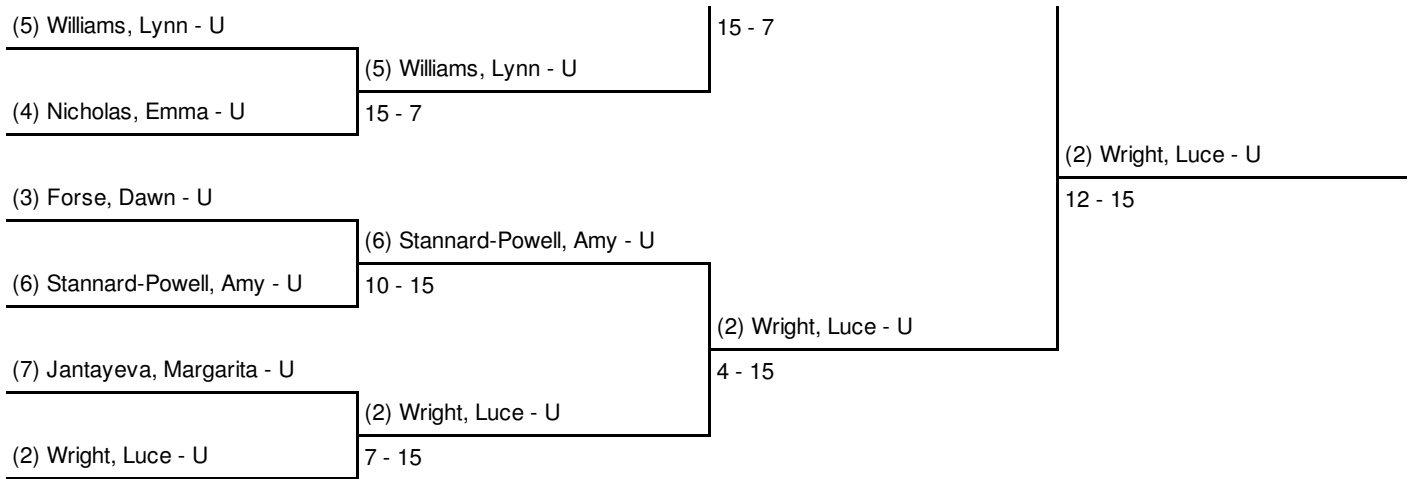 (5) Williams, Lynn - U
15 - 7
(5) Williams, Lynn - U
(4) Nicholas, Emma - U
15 - 7
(2) Wright, Luce - U
(3) Forse, Dawn - U
12 - 15
(6) Stannard-Powell, Amy - U
(6) Stannard-Powell, Amy - U
10 - 15
(2) Wright, Luce - U
(7) Jantayeva, Margarita - U
4 - 15
(2) Wright, Luce - U
(2) Wright, Luce - U
7 - 15